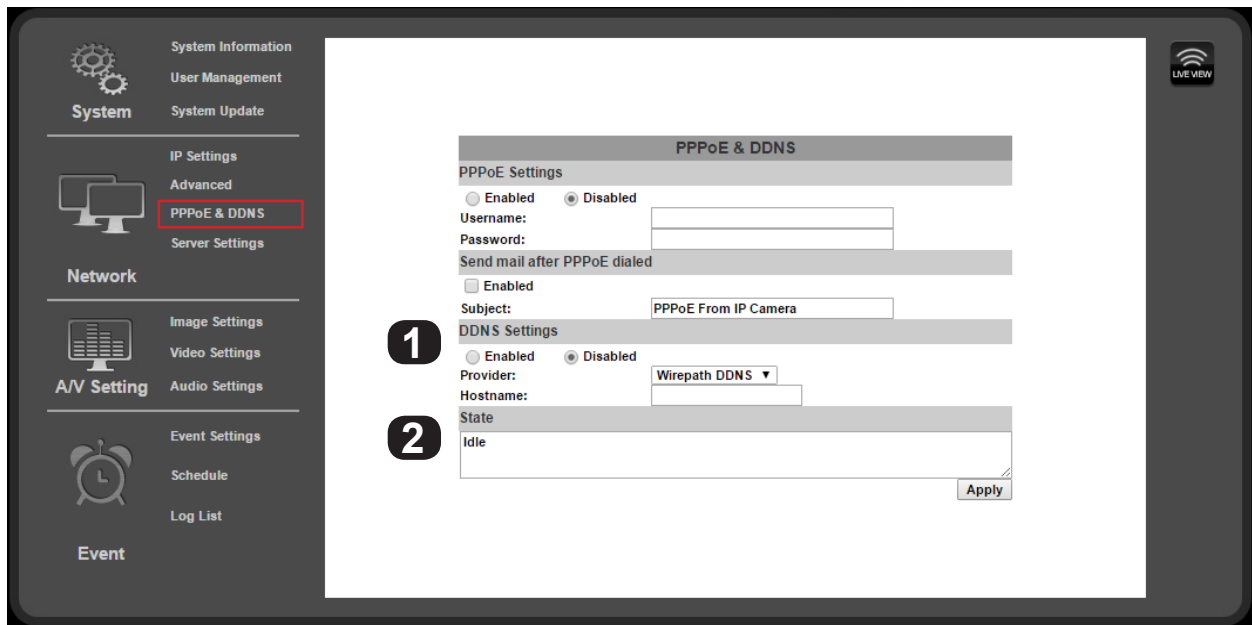 System Information
User Management
System
System Update
IP Settings
Advanced
PPPoE & DDNS
Server Settings
Network
Image Settings
Video Settings
A/V Setting
Audio Settings
Event Settings
Schedule
Log List
Event
LIVE VIEW
PPPoE & DDNS
PPPoE Settings
Enabled Disabled
Username:
Password:
Send mail after PPPoE dialed
Enabled
Subject: PPPoE From IP Camera
1
DDNS Settings
Enabled Disabled
Provider: Wirepath DDNS ▼
Hostname:
2
State
Idle
Apply